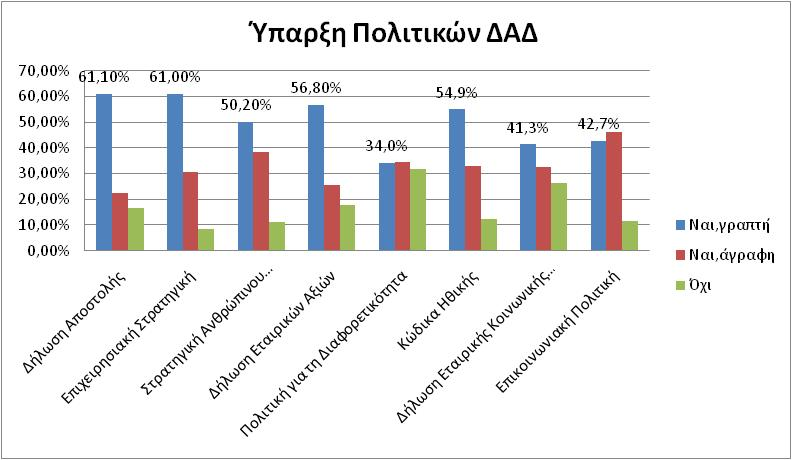 Ύπαρξη Πολιτικών ΔΑΔ
70,00%
60,00%
50,00%
40,00%
30,00%
20,00%
10,00%
0,00%
61,10%
61,00%
50,20%
56,80%
34,0%
54,9%
41,3%
42,7%
Δήλωση Αποστολής
Επιχειρησιακή Στρατηγική
Στρατηγική Ανθρώπινου...
Δήλωση Εταιρικών Αξιών
Πολιτική για τη Διαφορετικότητα
Κώδικα Ηθικής
Δήλωση Εταιρικής Κοινωνικής...
Επικοινωνιακή Πολιτική
Ναι,γραπτή
Ναι,άγραφη
Όχι